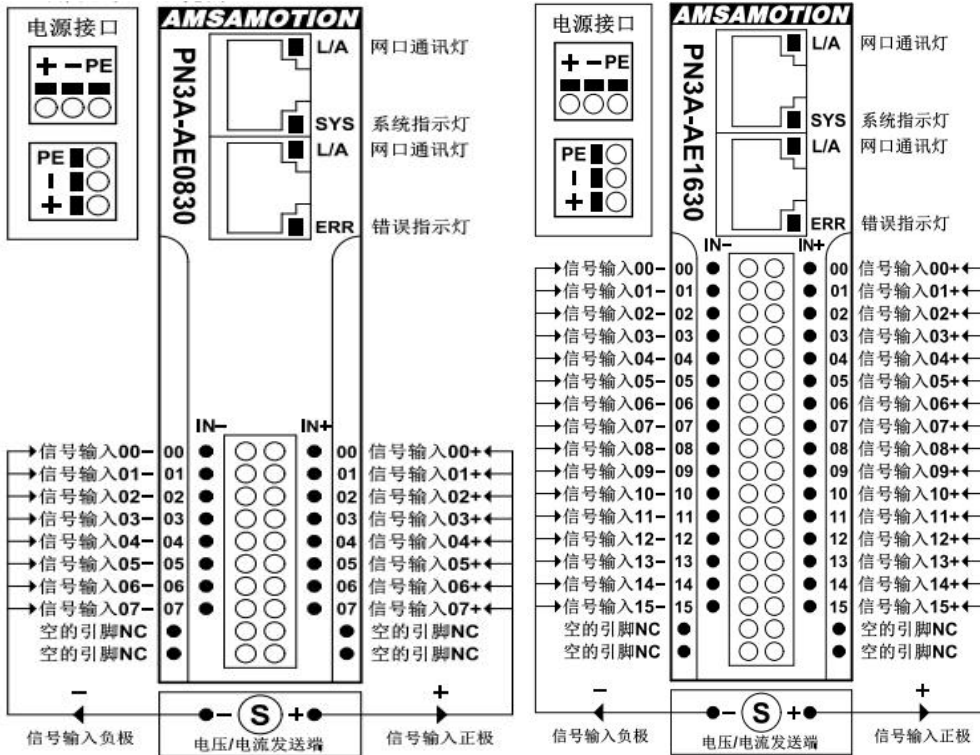 电源接口
+ - PE
PE
-
+
AMSAMOTION
PN3A-AE0830
L/A 网口通讯灯
SYS 系统指示灯
L/A 网口通讯灯
ERR 错误指示灯
IN- IN+
信号输入00- 00 00 信号输入00+
信号输入01- 01 01 信号输入01+
信号输入02- 02 02 信号输入02+
信号输入03- 03 03 信号输入03+
信号输入04- 04 04 信号输入04+
信号输入05- 05 05 信号输入05+
信号输入06- 06 06 信号输入06+
信号输入07- 07 07 信号输入07+
空的引脚NC 空的引脚NC
空的引脚NC 空的引脚NC
- +
信号输入负极 - S + 信号输入正极
电压/电流发送端
电源接口
+ - PE
PE
-
+
AMSAMOTION
PN3A-AE1630
L/A 网口通讯灯
SYS 系统指示灯
L/A 网口通讯灯
ERR 错误指示灯
IN- IN+
信号输入00- 00 00 信号输入00+
信号输入01- 01 01 信号输入01+
信号输入02- 02 02 信号输入02+
信号输入03- 03 03 信号输入03+
信号输入04- 04 04 信号输入04+
信号输入05- 05 05 信号输入05+
信号输入06- 06 06 信号输入06+
信号输入07- 07 07 信号输入07+
信号输入08- 08 08 信号输入08+
信号输入09- 09 09 信号输入09+
信号输入10- 10 10 信号输入10+
信号输入11- 11 11 信号输入11+
信号输入12- 12 12 信号输入12+
信号输入13- 13 13 信号输入13+
信号输入14- 14 14 信号输入14+
信号输入15- 15 15 信号输入15+
空的引脚NC 空的引脚NC
空的引脚NC 空的引脚NC
- +
信号输入负极 - S + 信号输入正极
电压/电流发送端